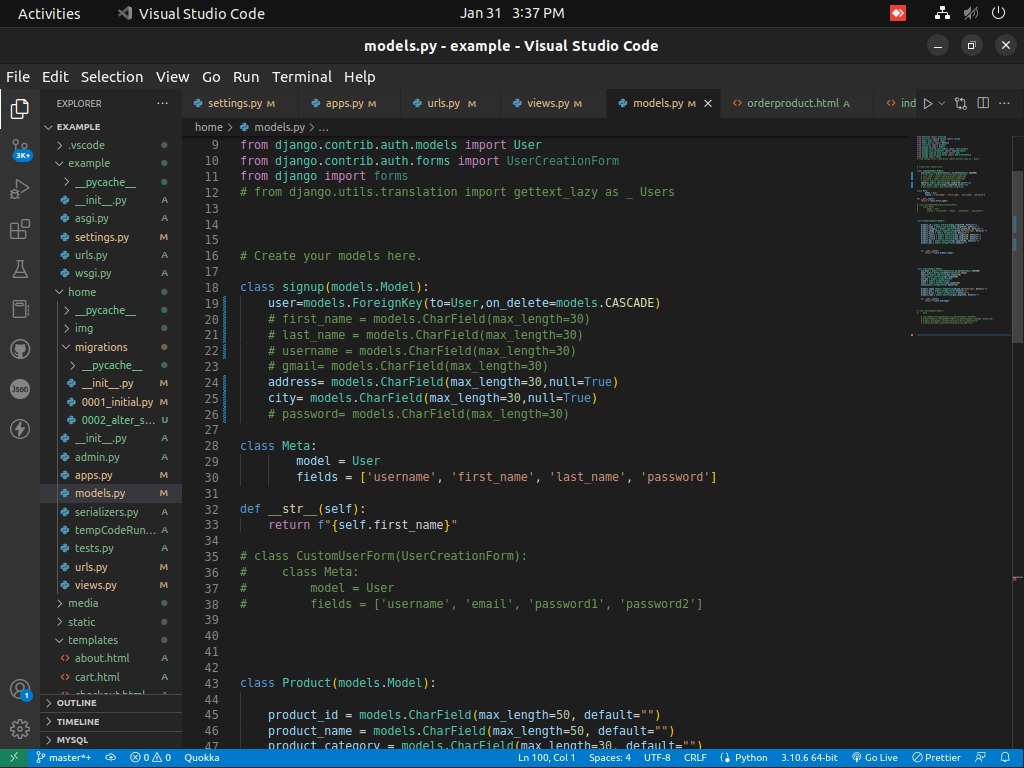 Activities Visual Studio Code Jan 31 3:37 PM
models.py - example - Visual Studio Code
File Edit Selection View Go Run Terminal Help
EXPLORER ... settings.py M apps.py M urls.py M views.py M models.py M orderproduct.html A ind
home > models.py > ...
EXAMPLE
.vscode
example
__pycache__
__init__.py A
asgi.py A
settings.py M
urls.py A
wsgi.py A
home
__pycache__
img
migrations
__pycache__
__init__.py M
0001_initial.py M
0002_alter_s... U
__init__.py A
admin.py A
apps.py M
models.py M
serializers.py A
tempCodeRun... A
tests.py A
urls.py M
views.py M
media
static
templates
about.html A
cart.html A
checkout.html
OUTLINE
TIMELINE
MYSQL
3K+
Json
1
9 from django.contrib.auth.models import User
10 from django.contrib.auth.forms import UserCreationForm
11 from django import forms
12 # from django.utils.translation import gettext_lazy as _ Users
13
14
15
16 # Create your models here.
17
18 class signup(models.Model):
19 user=models.ForeignKey(to=User,on_delete=models.CASCADE)
20 # first_name = models.CharField(max_length=30)
21 # last_name = models.CharField(max_length=30)
22 # username = models.CharField(max_length=30)
23 # gmail= models.CharField(max_length=30)
24 address= models.CharField(max_length=30,null=True)
25 city= models.CharField(max_length=30,null=True)
26 # password= models.CharField(max_length=30)
27
28 class Meta:
29 model = User
30 fields = ['username', 'first_name', 'last_name', 'password']
31
32 def __str__(self):
33 return f"{self.first_name}"
34
35 # class CustomUserForm(UserCreationForm):
36 # class Meta:
37 # model = User
38 # fields = ['username', 'email', 'password1', 'password2']
39
40
41
42
43 class Product(models.Model):
44
45 product_id = models.CharField(max_length=50, default="")
46 product_name = models.CharField(max_length=50, default="")
47 product_category = models.CharField(max_length=30, default="")
master*+ 0 0 Quokka Ln 100, Col 1 Spaces: 4 UTF-8 CRLF Python 3.10.6 64-bit Go Live Prettier